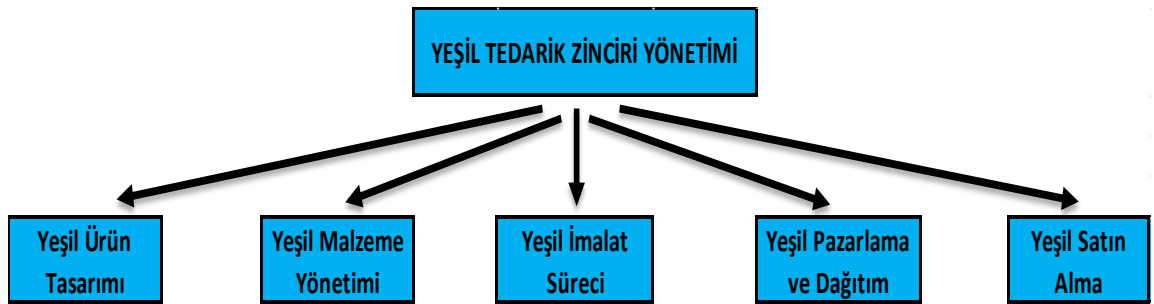 YEŞİL TEDARİK ZİNCİRİ YÖNETİMİ
Yeşil Ürün
Tasarımı
Yeşil Malzeme
Yönetimi
Yeşil İmalat
Süreci
Yeşil Pazarlama
ve Dağıtım
Yeşil Satın
Alma